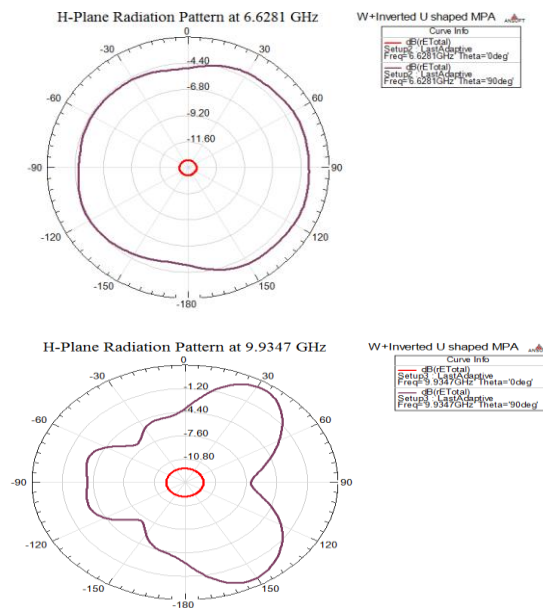 H-Plane Radiation Pattern at 6.6281 GHz
W+Inverted U shaped MPA
ANSOFT
Curve Info
dB(rETotal)
Setup2 : LastAdaptive
Freq='6.6281GHz' Theta='0deg'
dB(rETotal)
Setup2 : LastAdaptive
Freq='6.6281GHz' Theta='90deg'
0
-30
30
-4.40
-60
60
-6.80
-9.20
-11.60
-90
90
-120
120
-150
150
-180
H-Plane Radiation Pattern at 9.9347 GHz
W+Inverted U shaped MPA
ANSOFT
Curve Info
dB(rETotal)
Setup3 : LastAdaptive
Freq='9.9347GHz' Theta='0deg'
dB(rETotal)
Setup3 : LastAdaptive
Freq='9.9347GHz' Theta='90deg'
0
-30
30
-1.20
-60
60
-4.40
-7.60
-10.80
-90
90
-120
120
-150
150
-180